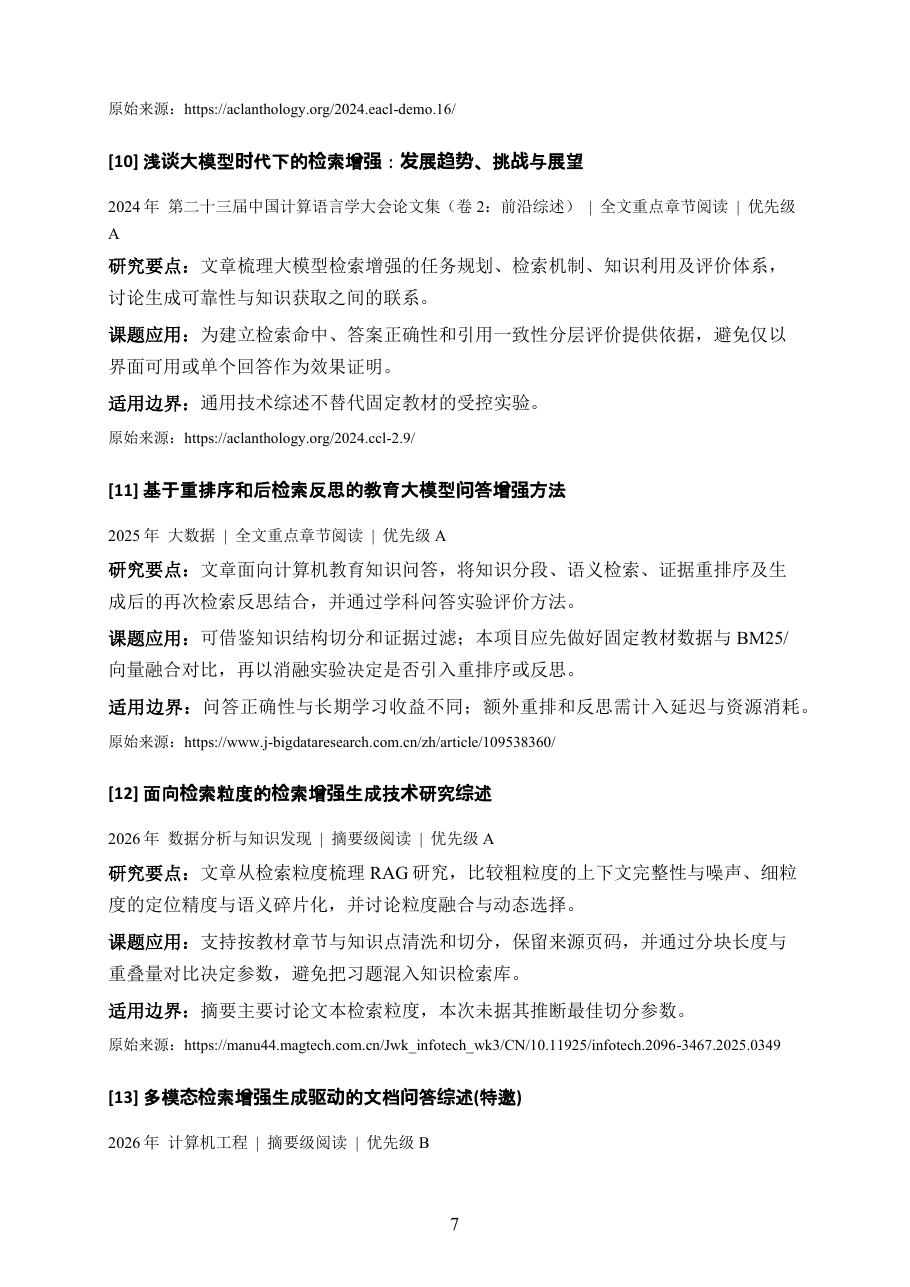 原始来源：https://aclanthology.org/2024.eacl-demo.16/
[10] 浅谈大模型时代下的检索增强：发展趋势、挑战与展望
2024 年 第二十三届中国计算语言学大会论文集（卷 2：前沿综述） | 全文重点章节阅读 | 优先级
A
研究要点：文章梳理大模型检索增强的任务规划、检索机制、知识利用及评价体系，
讨论生成可靠性与知识获取之间的联系。
课题应用：为建立检索命中、答案正确性和引用一致性分层评价提供依据，避免仅以
界面可用或单个回答作为效果证明。
适用边界：通用技术综述不替代固定教材的受控实验。
原始来源：https://aclanthology.org/2024.ccl-2.9/
[11] 基于重排序和后检索反思的教育大模型问答增强方法
2025 年 大数据 | 全文重点章节阅读 | 优先级 A
研究要点：文章面向计算机教育知识问答，将知识分段、语义检索、证据重排序及生
成后的再次检索反思结合，并通过学科问答实验评价方法。
课题应用：可借鉴知识结构切分和证据过滤；本项目应先做好固定教材数据与 BM25/
向量融合对比，再以消融实验决定是否引入重排序或反思。
适用边界：问答正确性与长期学习收益不同；额外重排和反思需计入延迟与资源消耗。
原始来源：https://www.j-bigdataresearch.com.cn/zh/article/109538360/
[12] 面向检索粒度的检索增强生成技术研究综述
2026 年 数据分析与知识发现 | 摘要级阅读 | 优先级 A
研究要点：文章从检索粒度梳理 RAG 研究，比较粗粒度的上下文完整性与噪声、细粒
度的定位精度与语义碎片化，并讨论粒度融合与动态选择。
课题应用：支持按教材章节与知识点清洗和切分，保留来源页码，并通过分块长度与
重叠量对比决定参数，避免把习题混入知识检索库。
适用边界：摘要主要讨论文本检索粒度，本次未据其推断最佳切分参数。
原始来源：https://manu44.magtech.com.cn/Jwk_infotech_wk3/CN/10.11925/infotech.2096-3467.2025.0349
[13] 多模态检索增强生成驱动的文档问答综述(特邀)
2026 年 计算机工程 | 摘要级阅读 | 优先级 B
7